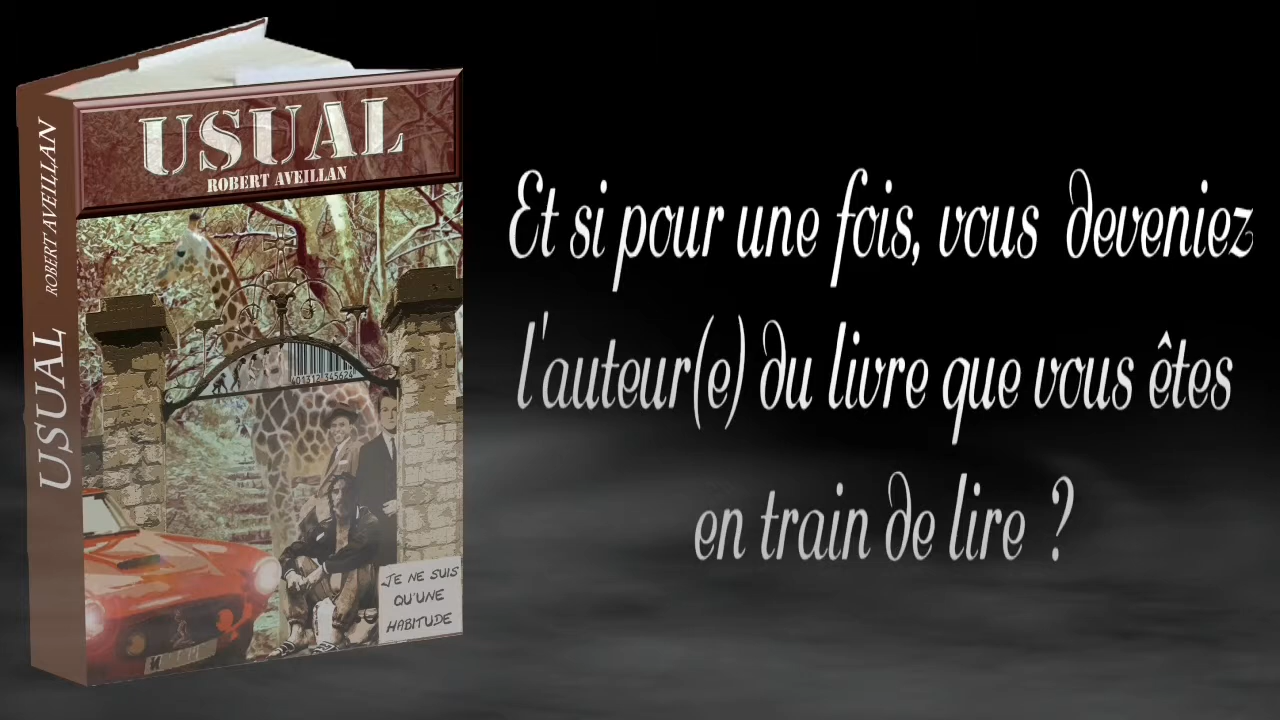 USUAL
ROBERT AVEILLAN
ROBERT AVEILLAN
USUAL
JE NE SUIS
QU'UNE
HABITUDE
Et si pour une fois, vous deveniez
l'auteur(e) du livre que vous êtes
en train de lire ?